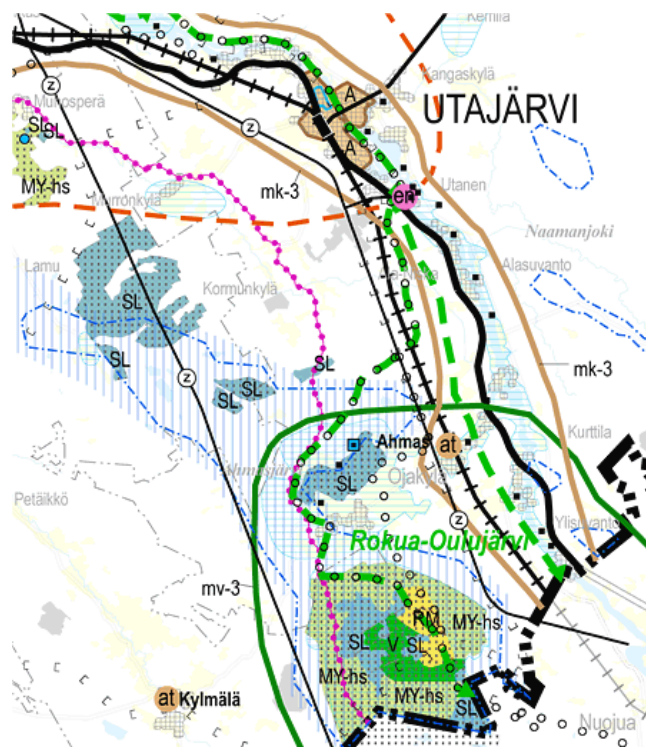 Kemilä
Z
A
Kangaskylä
UTAJÄRVI
Muhosperä
SL
SL
Z
A
MY-hs
mk-3
en
Utanen
Murronkylä
Naamanjoki
Lamu
Kormunkylä
Alasuvanto
SL
SL
SL
mk-3
SL
Z
SL
SL
Ahmas
at
Kurttila
SL
Ojakylä
Petäikkö
Z
Ylisuvanto
Rokua-Oulujärvi
mv-3
RM
MY-hs
SL
V
SL
MY-hs
MY-hs
at Kylmälä
SL
Nuojua